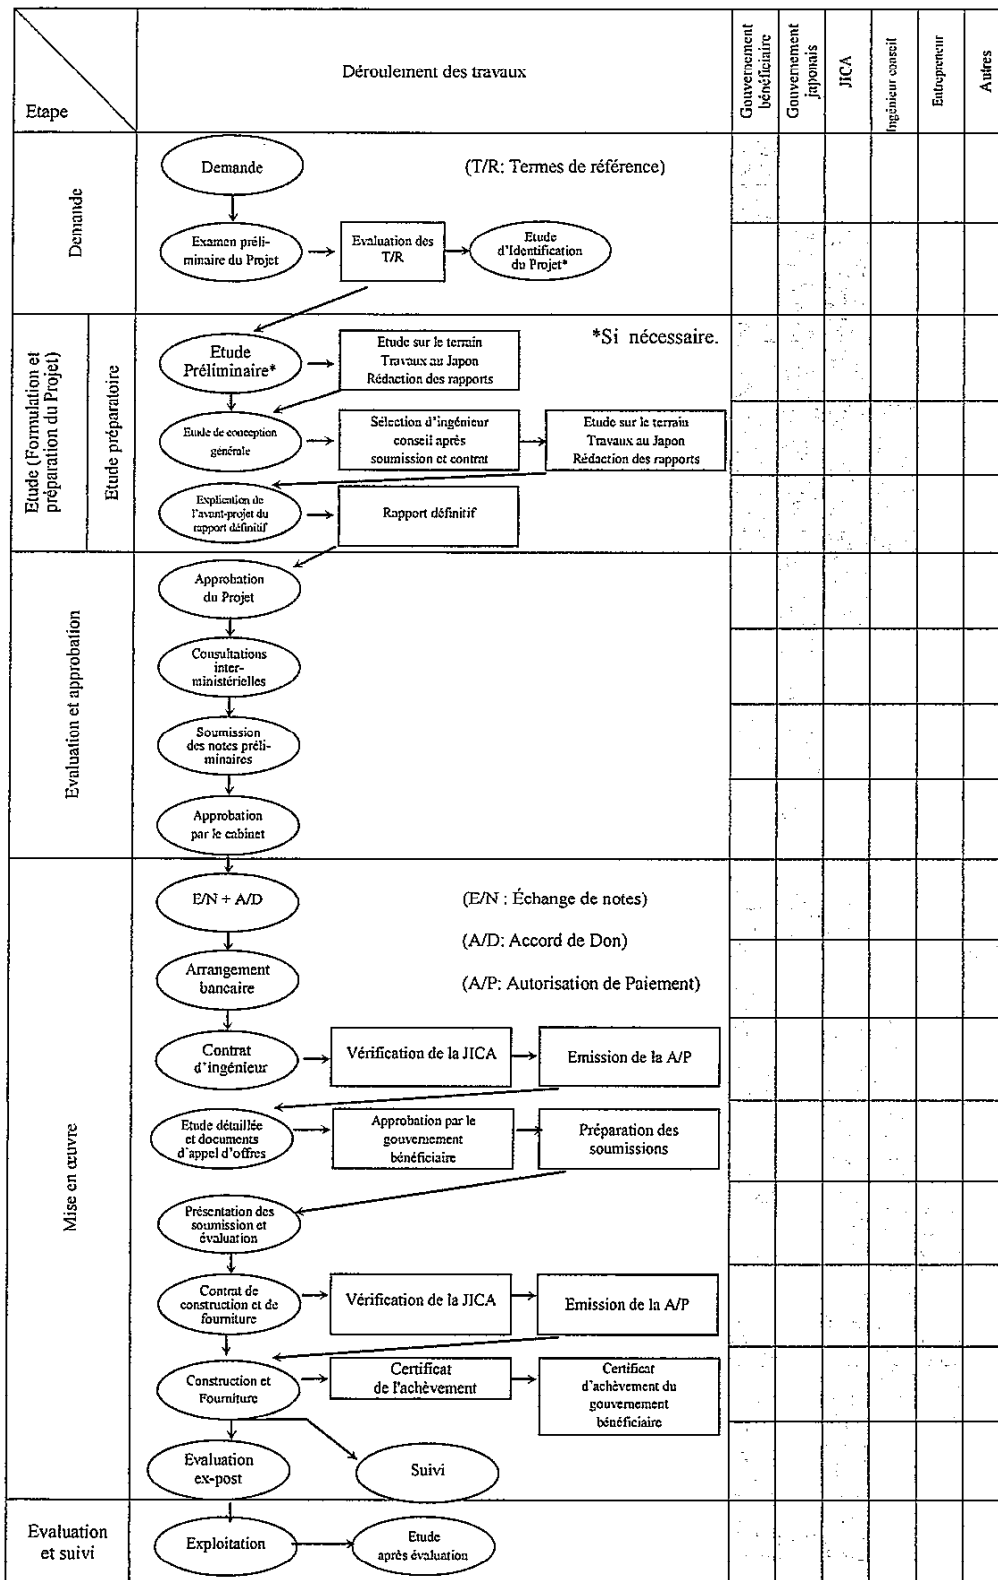 Etape
Déroulement des travaux
Gouvernement
bénéficiaire
Gouvernement
japonais
JICA
Ingénieur conseil
Entrepreneur
Autres
Demande
Demande
(T/R: Termes de référence)
Examen préli-
minaire du Projet
Evaluation des
T/R
Etude
d'Identification
du Projet*
Etude (Formulation et
préparation du Projet)
Etude préparatoire
Etude
Préliminaire*
Etude sur le terrain
Travaux au Japon
Rédaction des rapports
*Si nécessaire.
Etude de conception
générale
Sélection d'ingénieur
conseil après
soumission et contrat
Etude sur le terrain
Travaux au Japon
Rédaction des rapports
Explication de
l'avant-projet du
rapport définitif
Rapport définitif
Evaluation et approbation
Approbation
du Projet
Consultations
inter-
ministérielles
Soumission
des notes préli-
minaires
Approbation
par le cabinet
Mise en œuvre
E/N + A/D
(E/N : Échange de notes)
(A/D: Accord de Don)
Arrangement
bancaire
(A/P: Autorisation de Paiement)
Contrat
d'ingénieur
Vérification de la JICA
Emission de la A/P
Etude détaillée
et documents
d'appel d'offres
Approbation par le
gouvernement
bénéficiaire
Préparation des
soumissions
Présentation des
soumission et
évaluation
Contrat de
construction et de
fourniture
Vérification de la JICA
Emission de la A/P
Construction et
Fourniture
Certificat
de l'achèvement
Certificat
d'achèvement du
gouvernement
bénéficiaire
Evaluation
ex-post
Suivi
Evaluation
et suivi
Exploitation
Etude
après évaluation